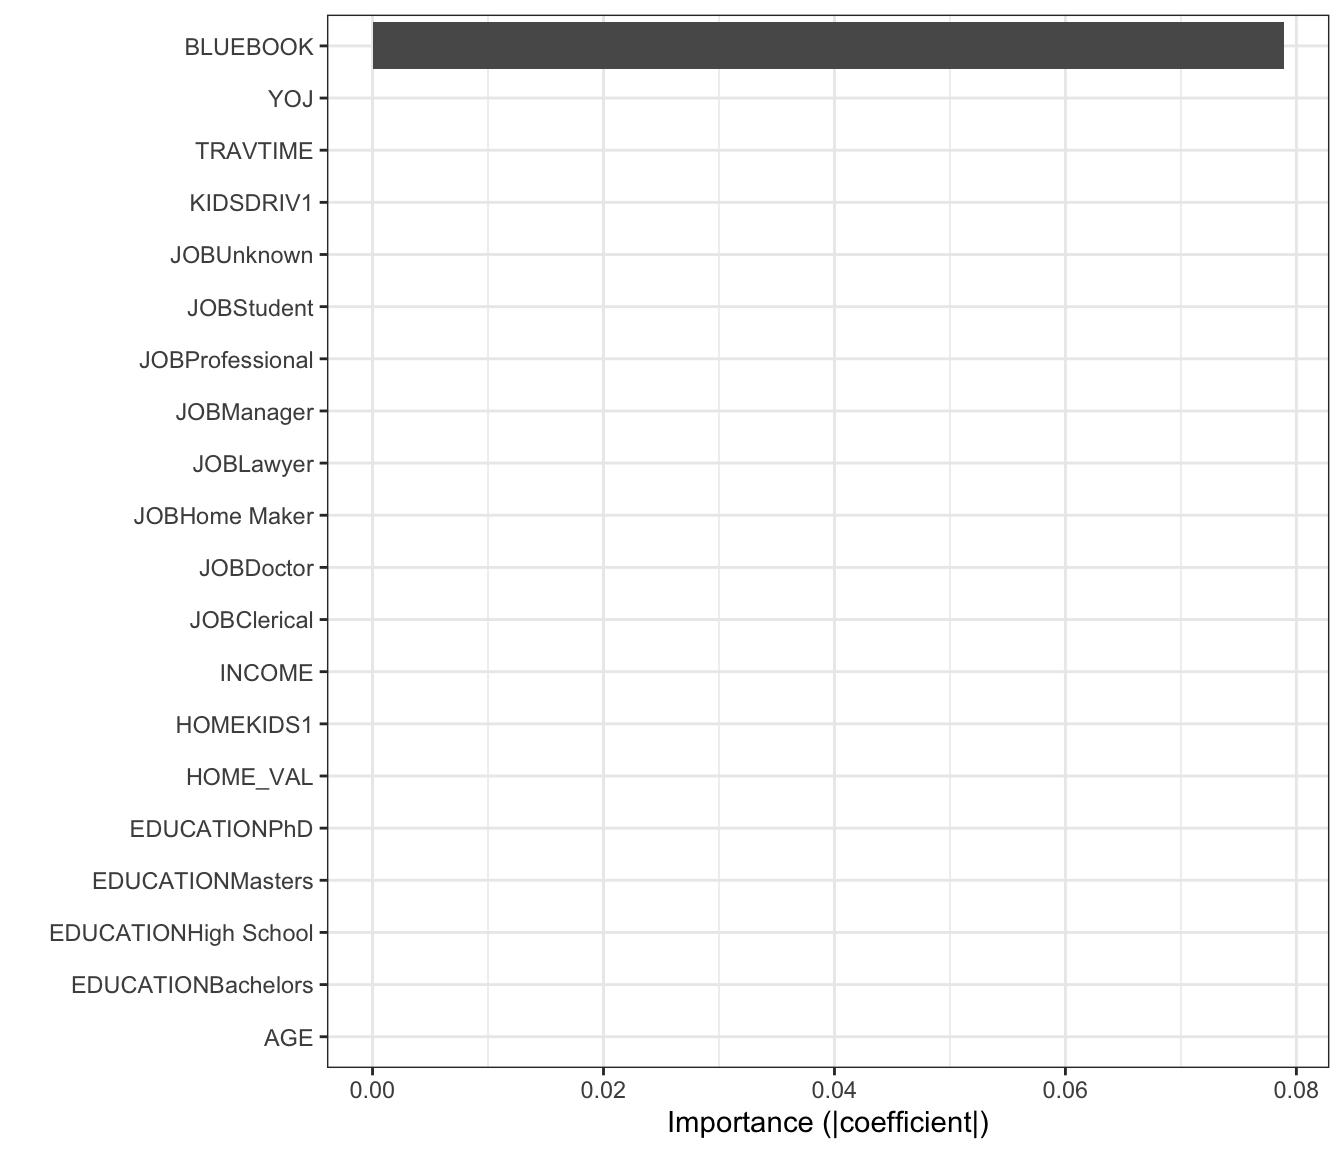 BLUEBOOK
YOJ
TRAVTIME
KIDSDRIV1
JOBUnknown
JOBStudent
JOBProfessional
JOBManager
JOBLawyer
JOBHome Maker
JOBDoctor
JOBClerical
INCOME
HOMEKIDS1
HOME_VAL
EDUCATIONPhD
EDUCATIONMasters
EDUCATIONHigh School
EDUCATIONBachelors
AGE
0.00 0.02 0.04 0.06 0.08
Importance (|coefficient|)